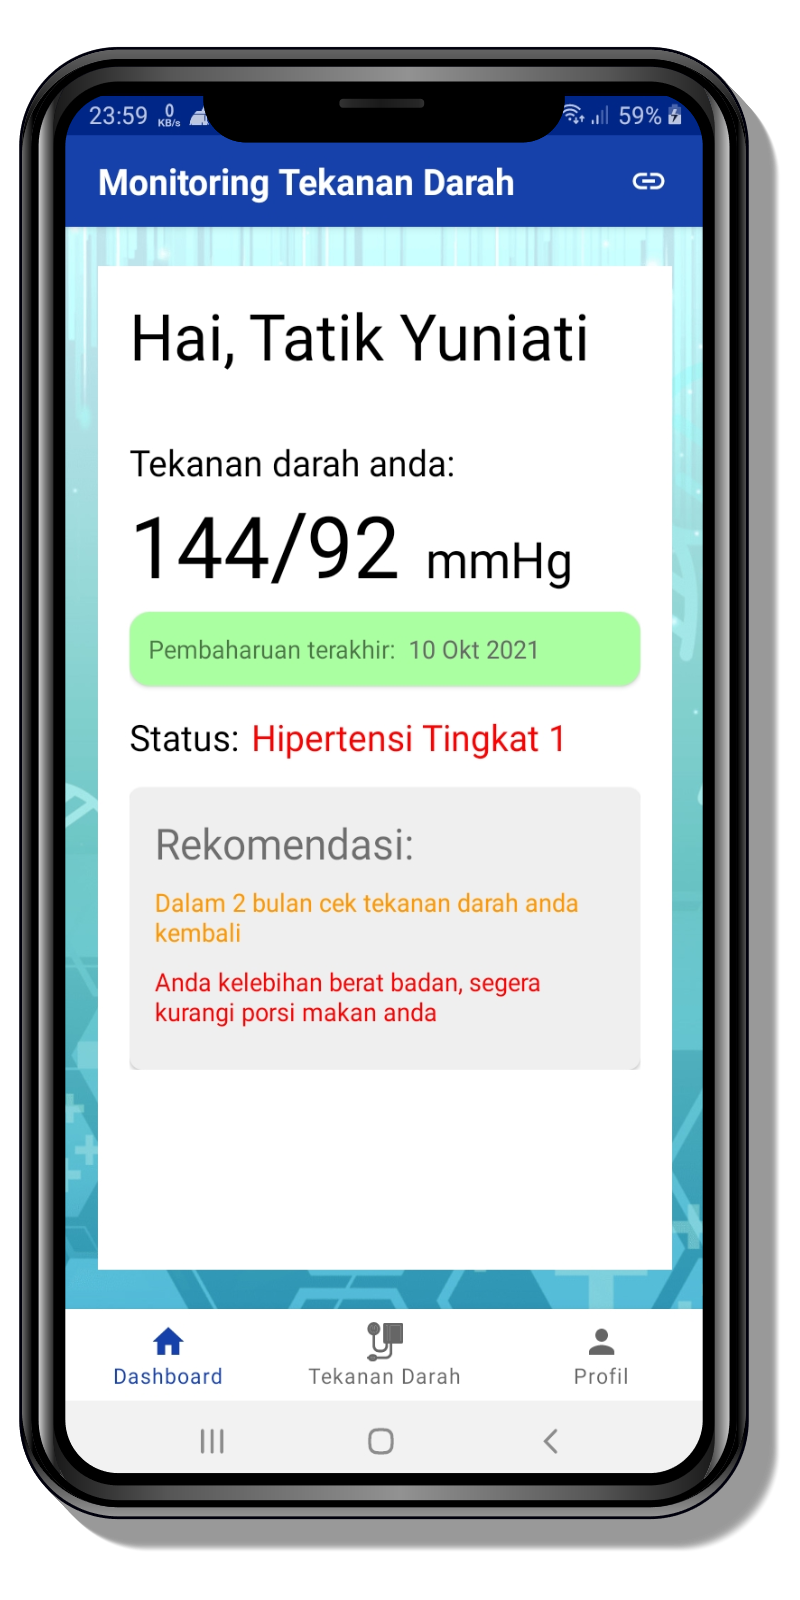 23:59 0 KB/s 59%
Monitoring Tekanan Darah
Hai, Tatik Yuniati
Tekanan darah anda:
144/92 mmHg
Pembaharuan terakhir: 10 Okt 2021
Status: Hipertensi Tingkat 1
Rekomendasi:
Dalam 2 bulan cek tekanan darah anda
kembali
Anda kelebihan berat badan, segera
kurangi porsi makan anda
Dashboard Tekanan Darah Profil